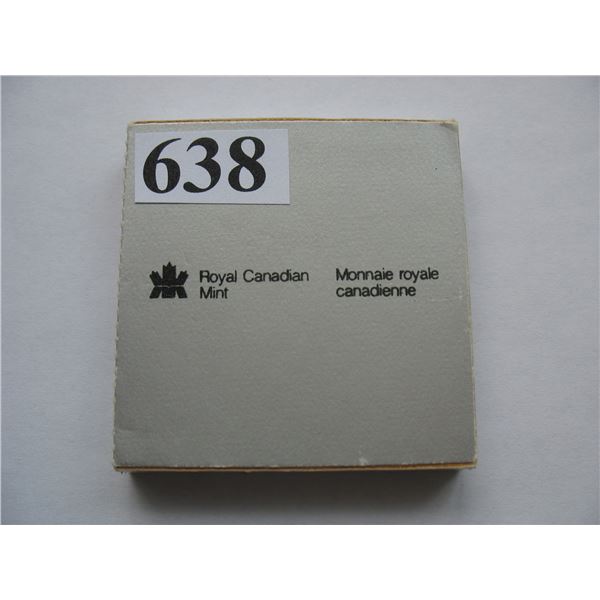 638
Royal Canadian
Mint
Monnaie royale
canadienne